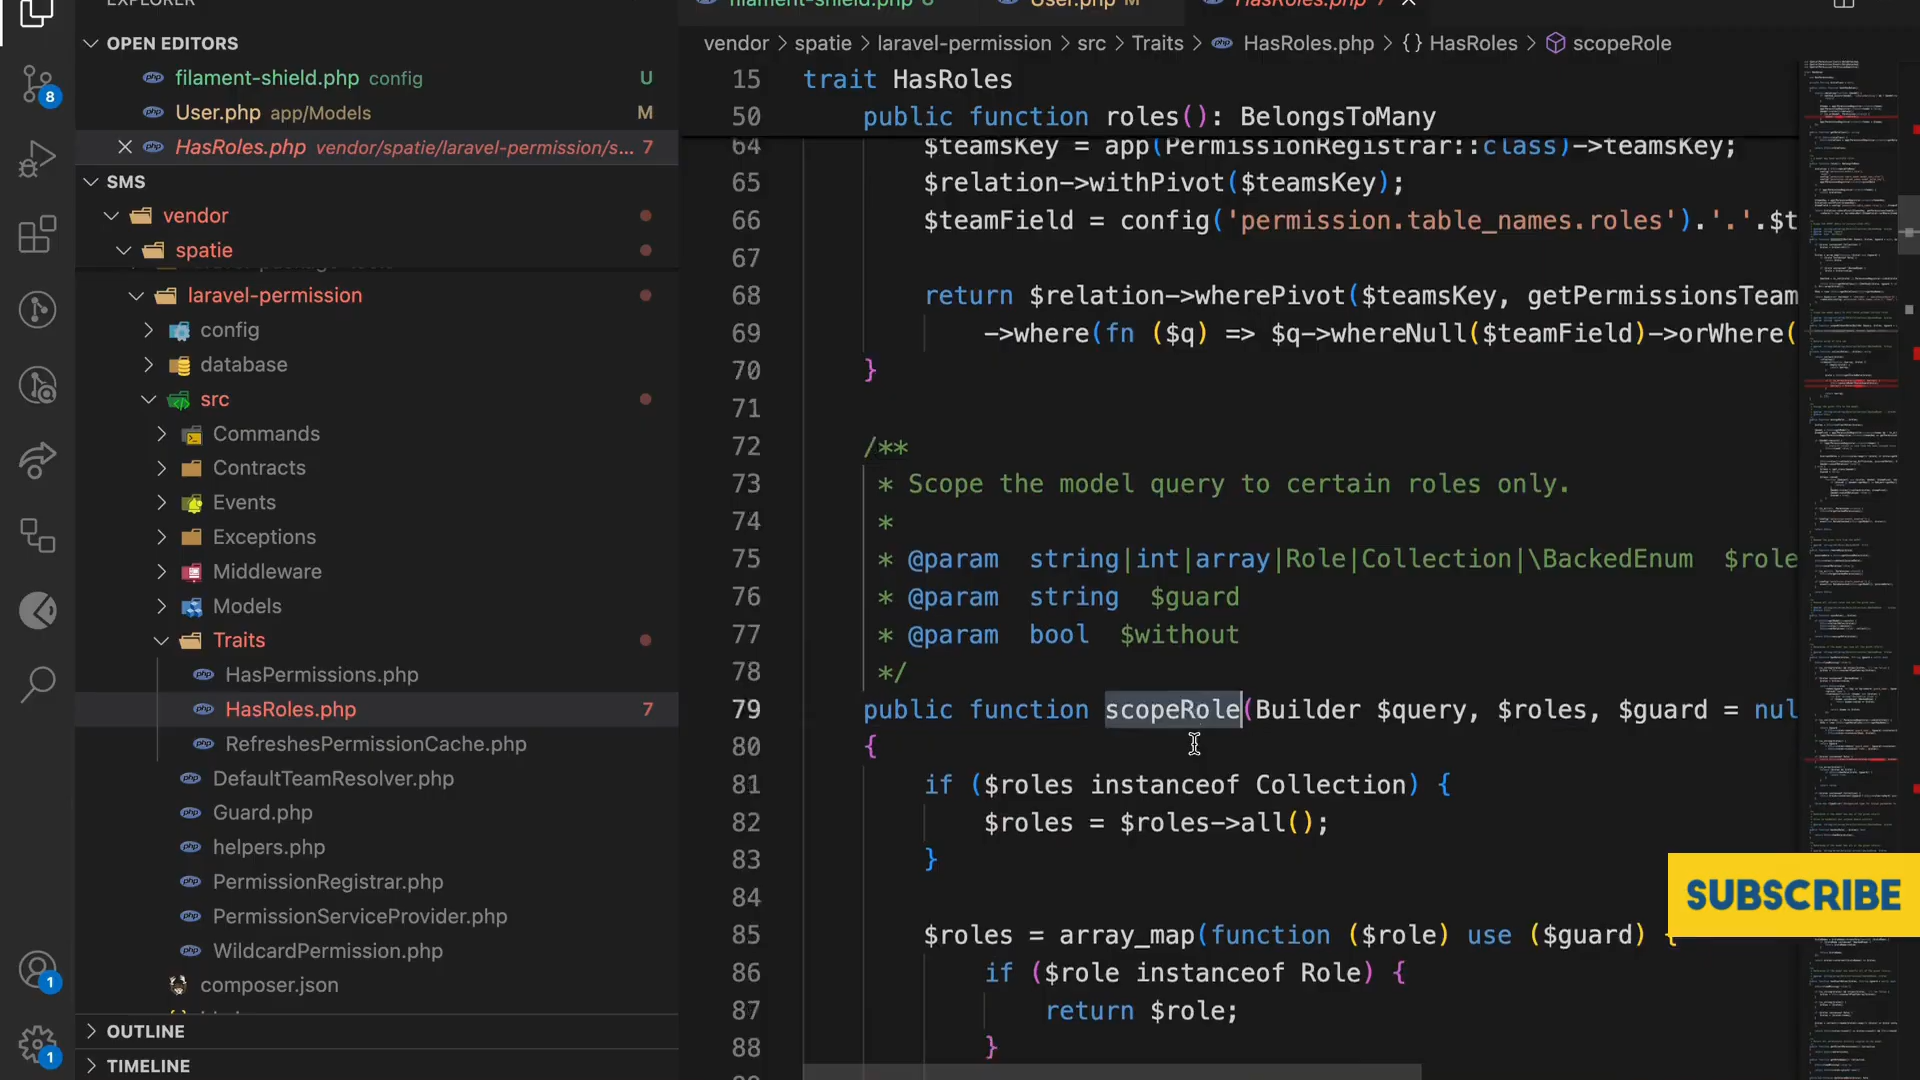 EXPLORER
OPEN EDITORS
filament-shield.php config U
User.php app/Models M
HasRoles.php vendor/spatie/laravel-permission/s... 7
SMS
vendor
spatie
laravel-permission
config
database
src
Commands
Contracts
Events
Exceptions
Middleware
Models
Traits
HasPermissions.php
HasRoles.php 7
RefreshesPermissionCache.php
DefaultTeamResolver.php
Guard.php
helpers.php
PermissionRegistrar.php
PermissionServiceProvider.php
WildcardPermission.php
composer.json
OUTLINE
TIMELINE
8
1
1
filament-shield.php U
User.php M
HasRoles.php 7
vendor > spatie > laravel-permission > src > Traits > HasRoles.php > {} HasRoles > scopeRole
15 trait HasRoles
50 public function roles(): BelongsToMany
64 $teamsKey = app(PermissionRegistrar::class)->teamsKey;
65 $relation->withPivot($teamsKey);
66 $teamField = config('permission.table_names.roles').'.'.$t
67
68 return $relation->wherePivot($teamsKey, getPermissionsTeam
69 ->where(fn ($q) => $q->whereNull($teamField)->orWhere(
70 }
71
72 /**
73 * Scope the model query to certain roles only.
74 *
75 * @param string|int|array|Role|Collection|\BackedEnum $role
76 * @param string $guard
77 * @param bool $without
78 */
79 public function scopeRole(Builder $query, $roles, $guard = nul
80 {
81 if ($roles instanceof Collection) {
82 $roles = $roles->all();
83 }
84
85 $roles = array_map(function ($role) use ($guard) {
86 if ($role instanceof Role) {
87 return $role;
88 }
SUBSCRIBE